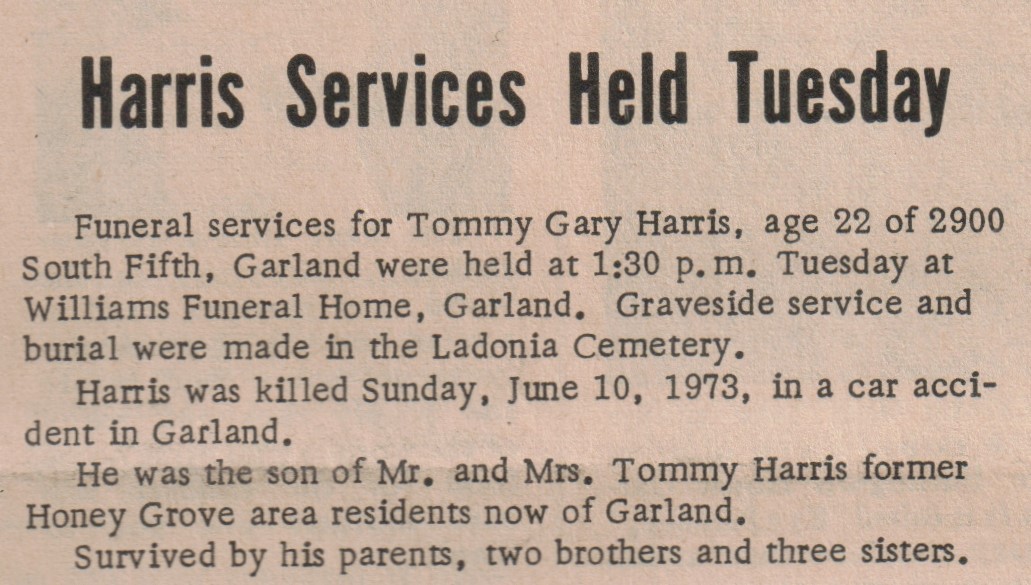 Harris Services Held Tuesday
Funeral services for Tommy Gary Harris, age 22 of 2900
South Fifth, Garland were held at 1:30 p.m. Tuesday at
Williams Funeral Home, Garland. Graveside service and
burial were made in the Ladonia Cemetery.
Harris was killed Sunday, June 10, 1973, in a car acci-
dent in Garland.
He was the son of Mr. and Mrs. Tommy Harris former
Honey Grove area residents now of Garland.
Survived by his parents, two brothers and three sisters.